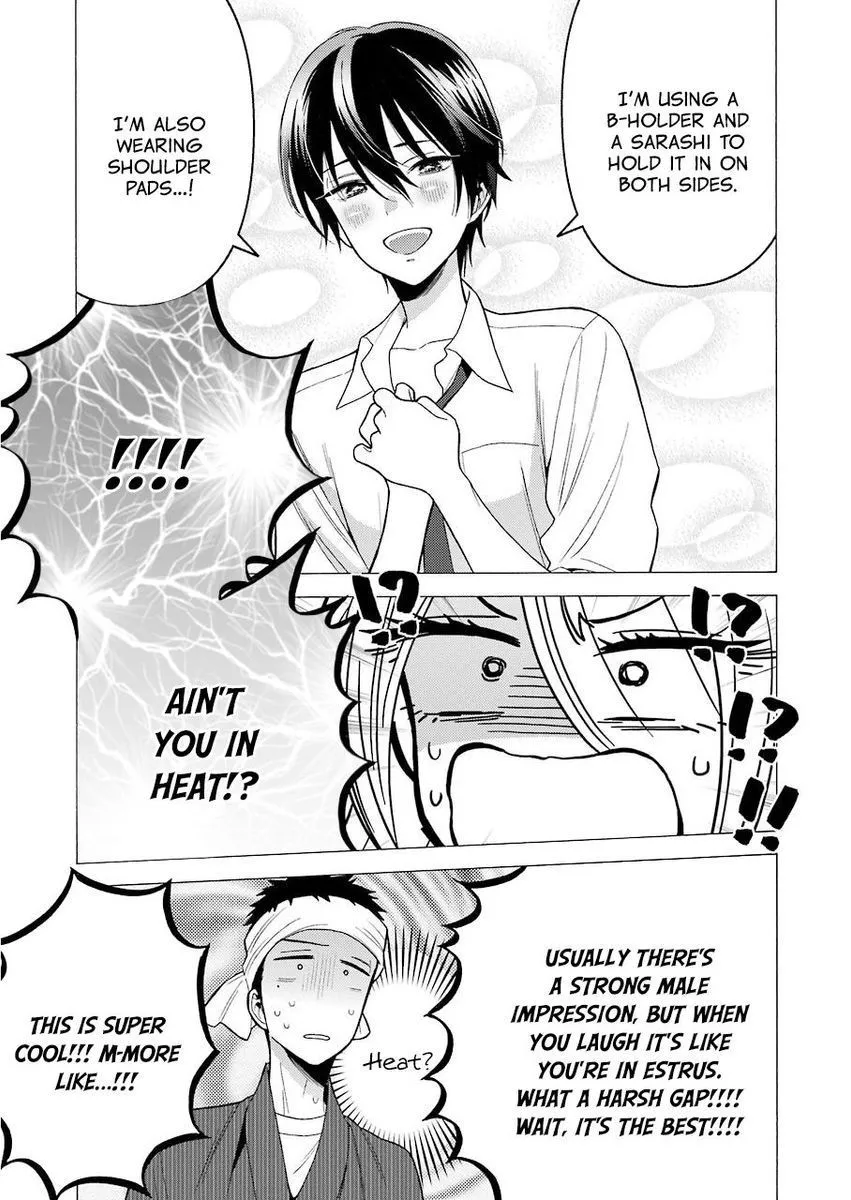 I'M USING A
B-HOLDER AND
A SARASHI TO
HOLD IT IN ON
BOTH SIDES.
I'M ALSO
WEARING
SHOULDER
PADS...!
!!!!
!?
!?
!?
!!
AIN'T
YOU IN
HEAT!?
USUALLY THERE'S
A STRONG MALE
IMPRESSION, BUT WHEN
YOU LAUGH IT'S LIKE
YOU'RE IN ESTRUS.
WHAT A HARSH GAP!!!!
WAIT, IT'S THE BEST!!!!
Heat?
THIS IS SUPER
COOL!!! M-MORE
LIKE...!!!